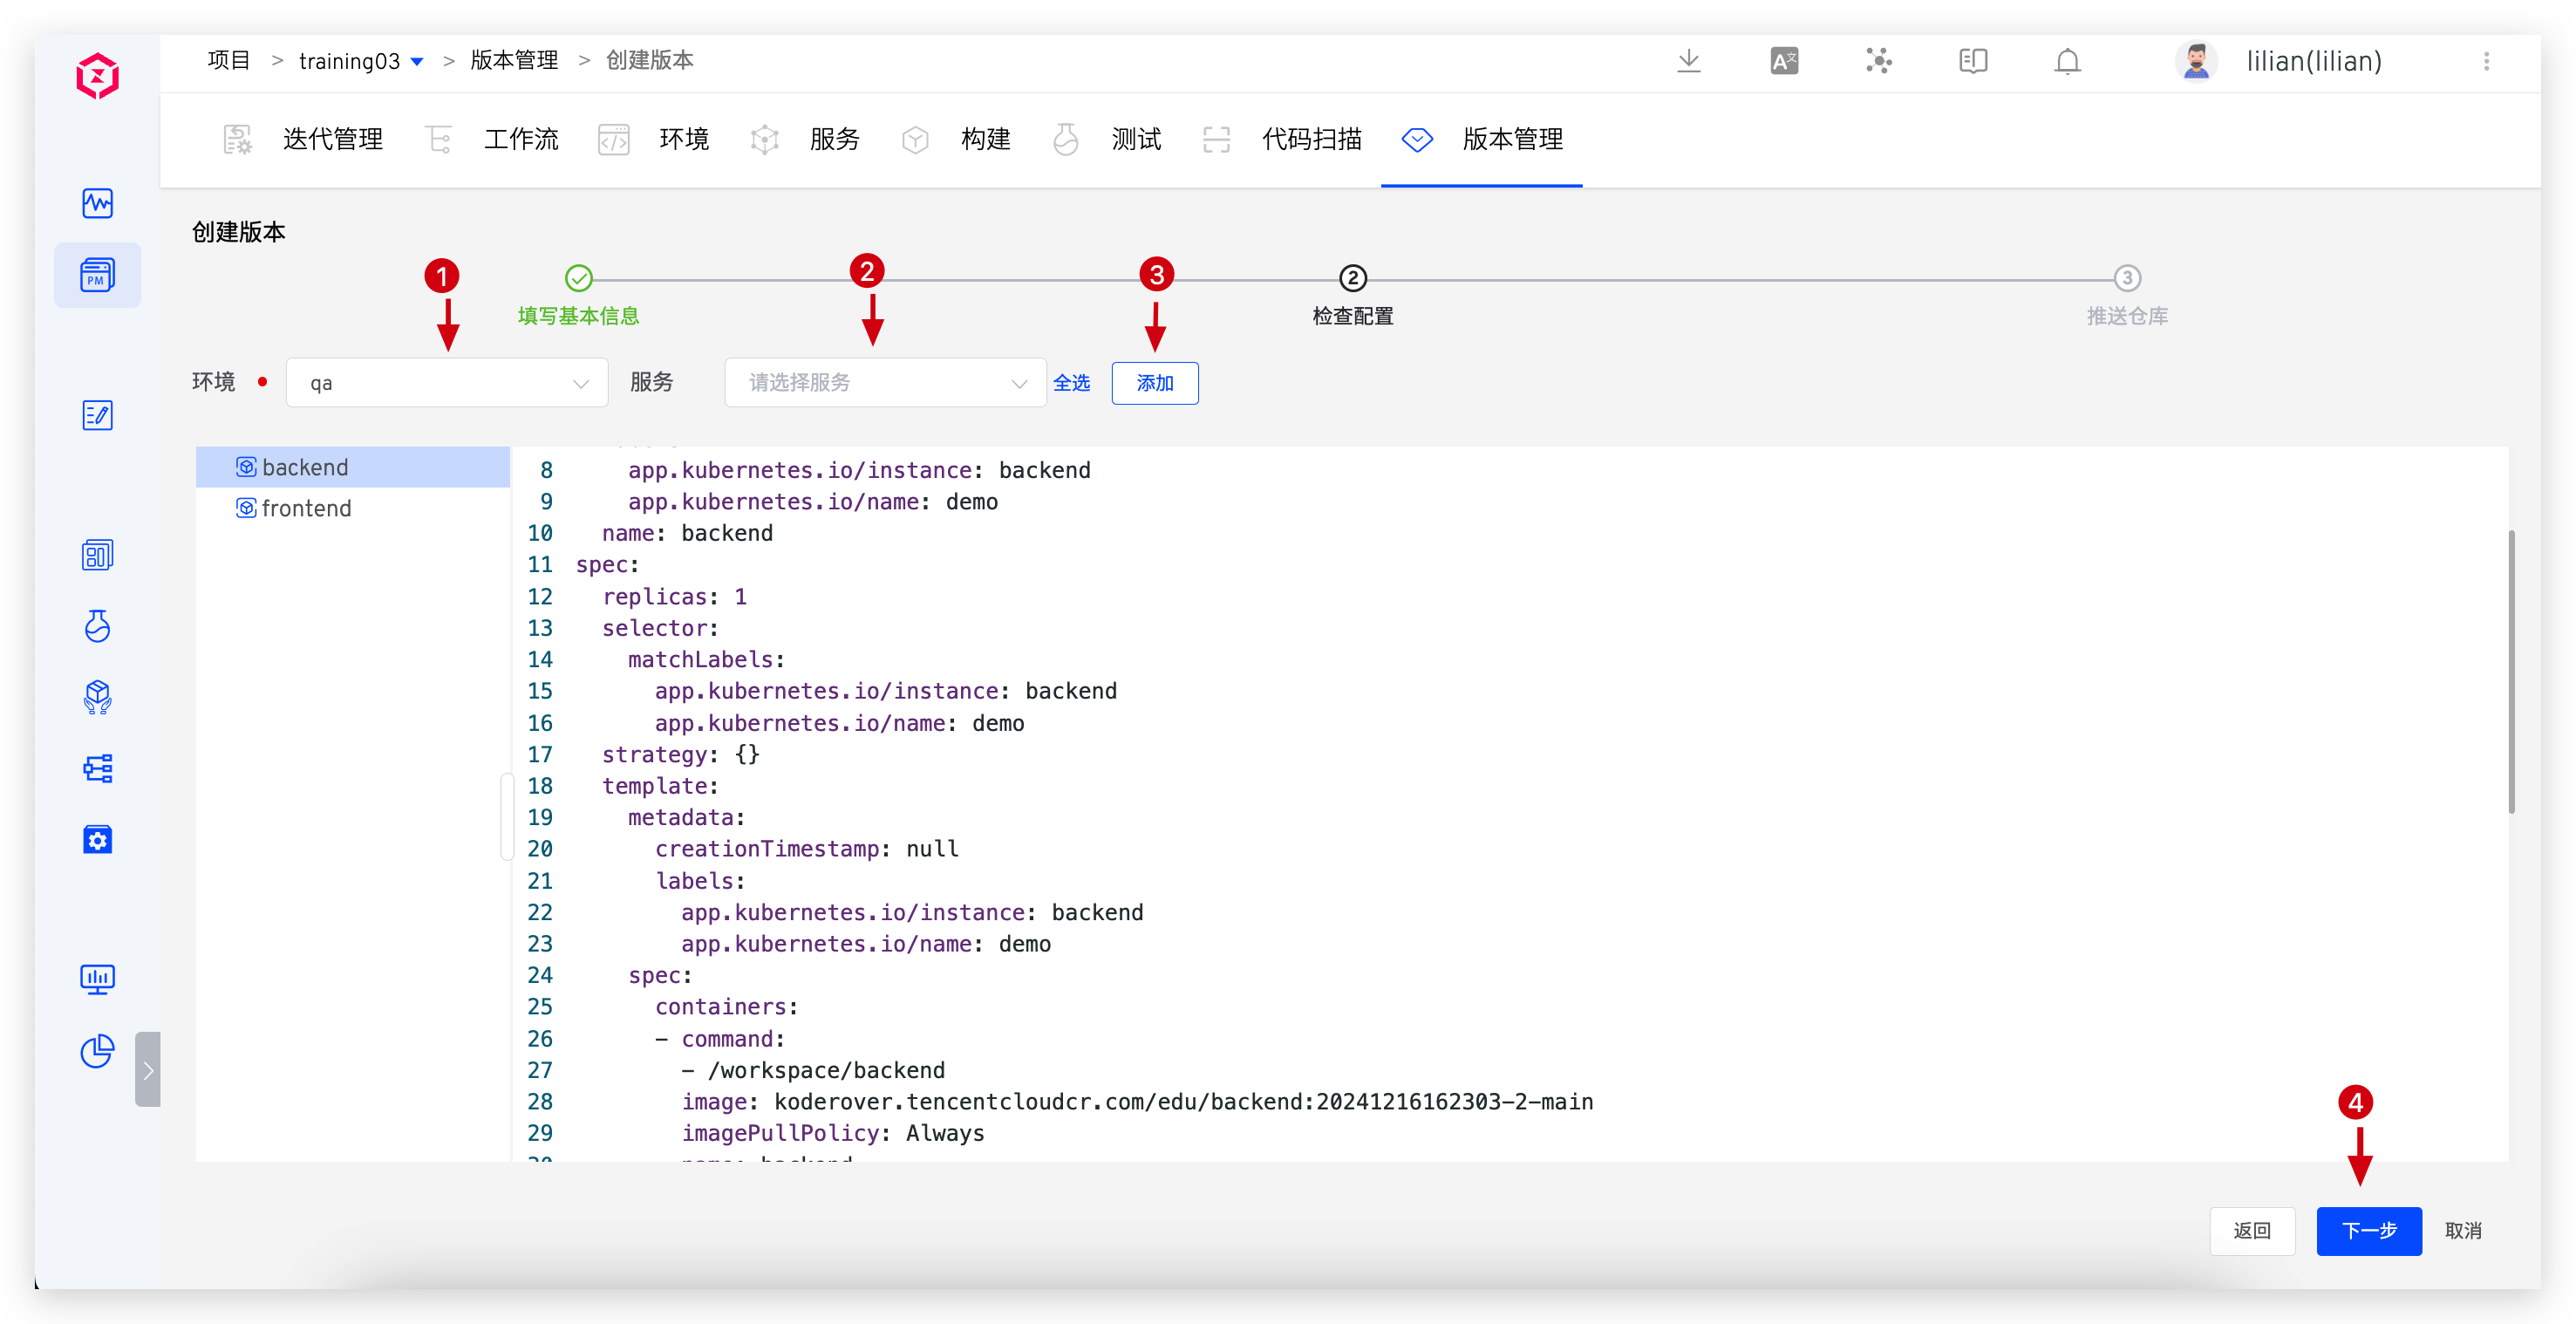 项目 > training03 > 版本管理 > 创建版本
lilian(lilian)
迭代管理 工作流 环境 服务 构建 测试 代码扫描 版本管理
PM
创建版本
1 2 3
填写基本信息 2 检查配置 3 推送仓库
环境 qa 服务 请选择服务 全选 添加
backend
frontend
8 app.kubernetes.io/instance: backend
9 app.kubernetes.io/name: demo
10 name: backend
11 spec:
12 replicas: 1
13 selector:
14 matchLabels:
15 app.kubernetes.io/instance: backend
16 app.kubernetes.io/name: demo
17 strategy: {}
18 template:
19 metadata:
20 creationTimestamp: null
21 labels:
22 app.kubernetes.io/instance: backend
23 app.kubernetes.io/name: demo
24 spec:
25 containers:
26 - command:
27 - /workspace/backend
28 image: koderover.tencentcloudcr.com/edu/backend:20241216162303-2-main
29 imagePullPolicy: Always
4
返回 下一步 取消